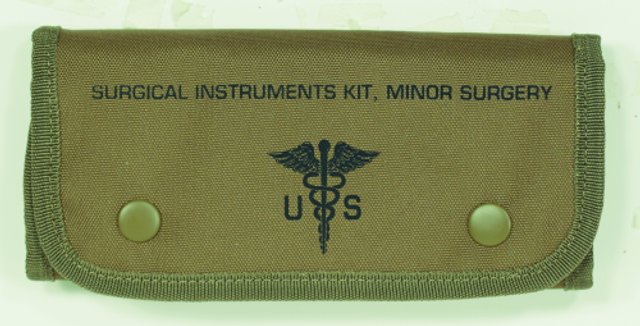 SURGICAL INSTRUMENTS KIT, MINOR SURGERY
U S